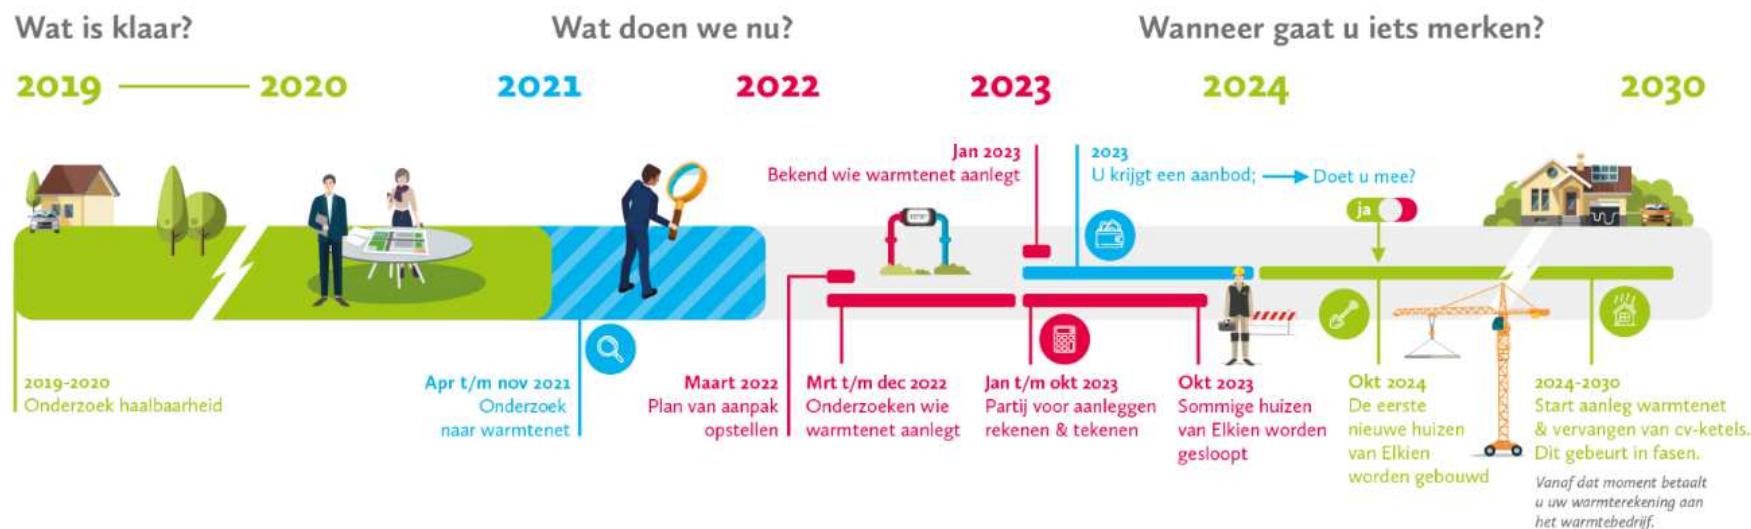 Wat is klaar?
Wat doen we nu?
Wanneer gaat u iets merken?
2019
2020
2021
2022
2023
2024
2030
Jan 2023
Bekend wie warmtenet aanlegt
2023
U krijgt een aanbod;
Doet u mee?
ja
2019-2020
Onderzoek haalbaarheid
Apr t/m nov 2021
Onderzoek
naar warmtenet
Maart 2022
Plan van aanpak
opstellen
Mrt t/m dec 2022
Onderzoeken wie
warmtenet aanlegt
Jan t/m okt 2023
Partij voor aanleggen
rekenen & tekenen
Okt 2023
Sommige huizen
van Elkien worden
gesloopt
Okt 2024
De eerste
nieuwe huizen
van Elkien
worden gebouwd
2024-2030
Start aanleg warmtenet
& vervangen van cv-ketels.
Dit gebeurt in fasen.
Vanaf dat moment betaalt
u uw warmterekening aan
het warmtebedrijf.